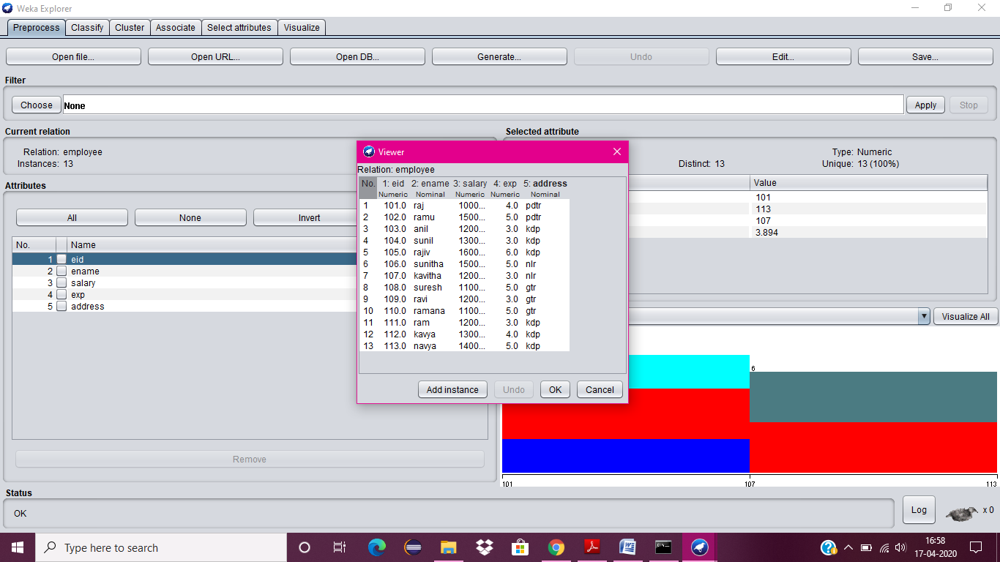 Weka Explorer
Preprocess Classify Cluster Associate Select attributes Visualize
Open file... Open URL... Open DB... Generate... Undo Edit... Save...
Filter
Choose None Apply Stop
Current relation
Relation: employee
Instances: 13
Attributes
All None Invert
No. Name
1 eid
2 ename
3 salary
4 exp
5 address
Remove
Selected attribute
Type: Numeric
Distinct: 13 Unique: 13 (100%)
Value
101
113
107
3.894
Visualize All
6
101 107 113
Viewer
Relation: employee
No. 1: eid 2: ename 3: salary 4: exp 5: address
Numeric Nominal Numeric Numeric Nominal
1 101.0 raj 1000... 4.0 pdtr
2 102.0 ramu 1500... 5.0 pdtr
3 103.0 anil 1200... 3.0 kdp
4 104.0 sunil 1300... 3.0 kdp
5 105.0 rajiv 1600... 6.0 kdp
6 106.0 sunitha 1500... 5.0 nlr
7 107.0 kavitha 1200... 3.0 nlr
8 108.0 suresh 1100... 5.0 gtr
9 109.0 ravi 1200... 3.0 gtr
10 110.0 ramana 1100... 5.0 gtr
11 111.0 ram 1200... 3.0 kdp
12 112.0 kavya 1300... 4.0 kdp
13 113.0 navya 1400... 5.0 kdp
Add instance Undo OK Cancel
Status
OK
Log x 0
Type here to search
16:58
17-04-2020